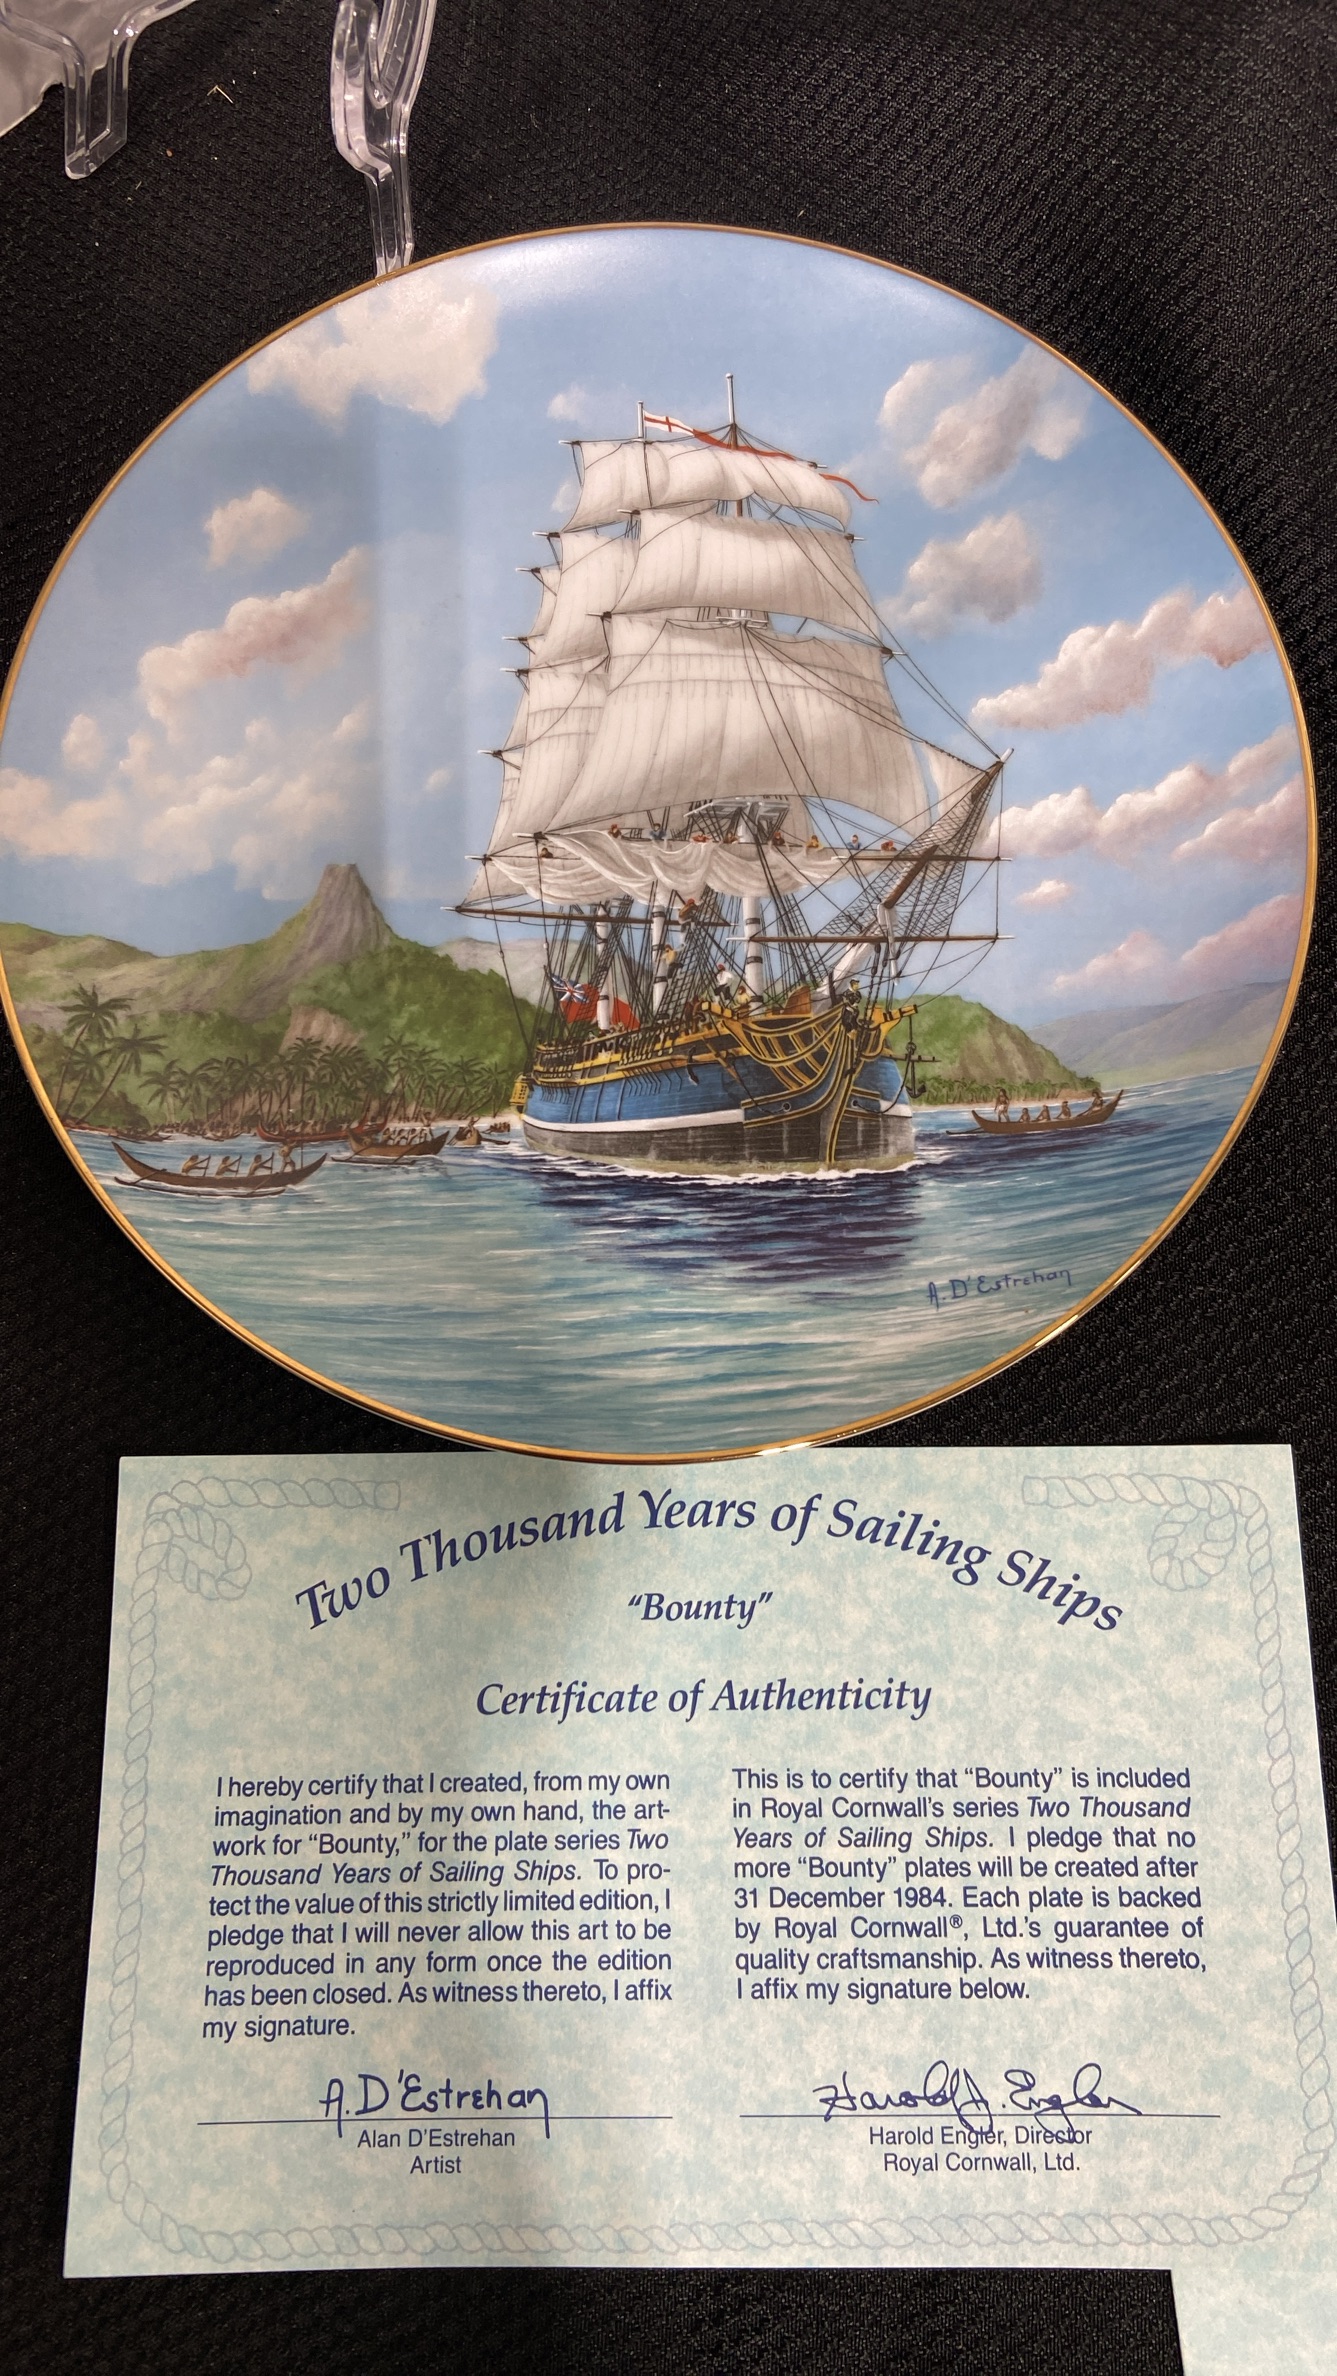 A. D'Estrehan
Two Thousand Years of Sailing Ships
“Bounty”
Certificate of Authenticity
I hereby certify that I created, from my own
imagination and by my own hand, the art-
work for “Bounty,” for the plate series Two
Thousand Years of Sailing Ships. To pro-
tect the value of this strictly limited edition, I
pledge that I will never allow this art to be
reproduced in any form once the edition
has been closed. As witness thereto, I affix
my signature.
A. D'Estrehan
Alan D'Estrehan
Artist
This is to certify that “Bounty” is included
in Royal Cornwall's series Two Thousand
Years of Sailing Ships. I pledge that no
more “Bounty” plates will be created after
31 December 1984. Each plate is backed
by Royal Cornwall®, Ltd.'s guarantee of
quality craftsmanship. As witness thereto,
I affix my signature below.
Harold J. Engler
Harold Engler, Director
Royal Cornwall, Ltd.